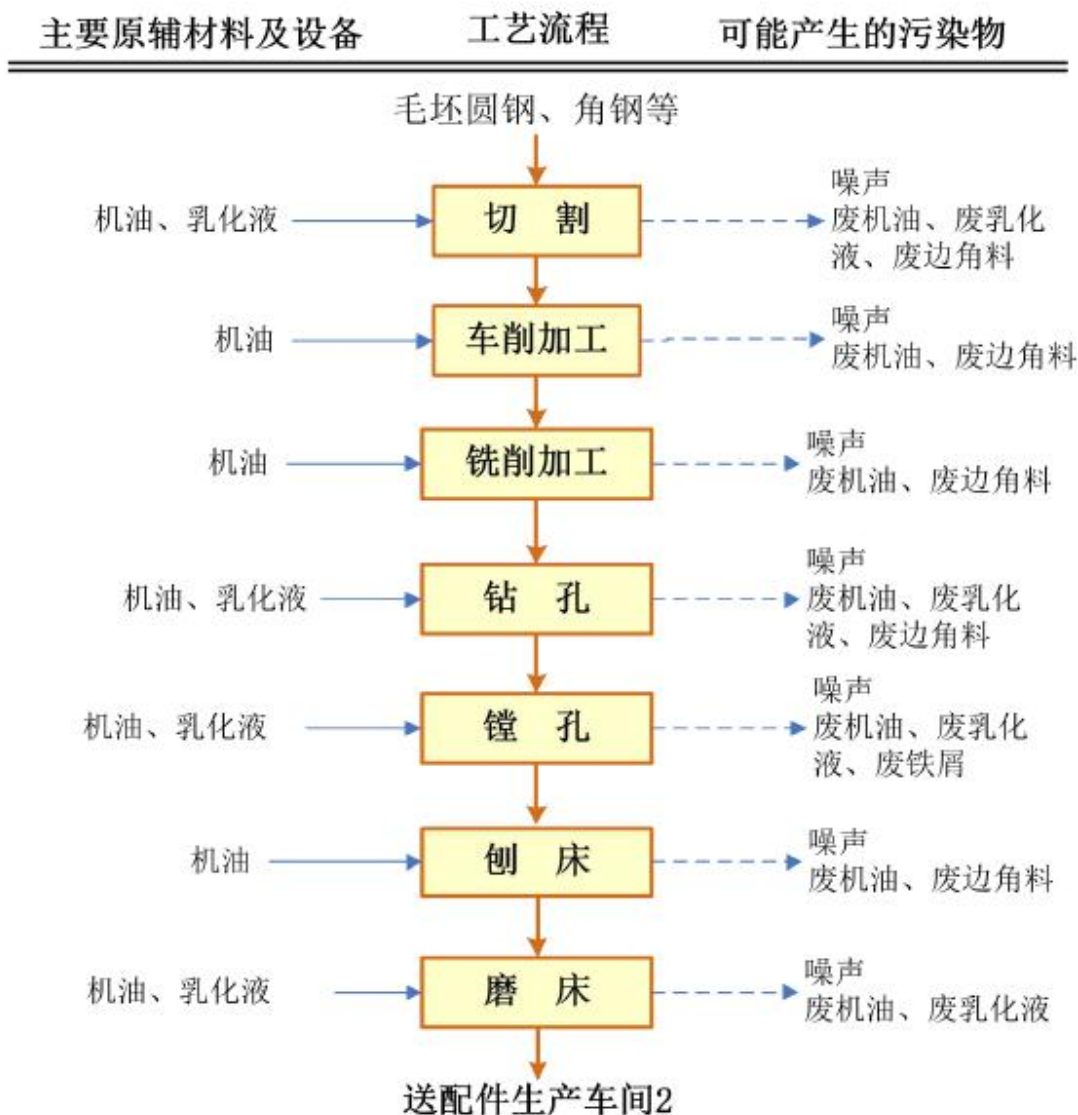 主要原辅材料及设备 工艺流程 可能产生的污染物
毛坯圆钢、角钢等
机油、乳化液
切 割
噪声
废机油、废乳化
液、废边角料
机油
车削加工
噪声
废机油、废边角料
机油
铣削加工
噪声
废机油、废边角料
机油、乳化液
钻 孔
噪声
废机油、废乳化
液、废边角料
机油、乳化液
镗 孔
噪声
废机油、废乳化
液、废铁屑
机油
刨 床
噪声
废机油、废边角料
机油、乳化液
磨 床
噪声
废机油、废乳化液
送配件生产车间2